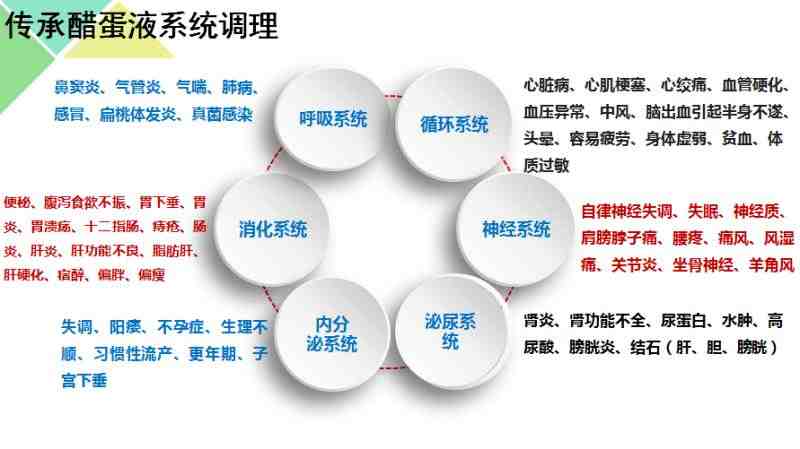 传承醋蛋液系统调理
鼻窦炎、气管炎、气喘、肺病、
感冒、扁桃体发炎、真菌感染
呼吸系统
循环系统
心脏病、心肌梗塞、心绞痛、血管硬化、
血压异常、中风、脑出血引起半身不遂、
头晕、容易疲劳、身体虚弱、贫血、体
质过敏
便秘、腹泻食欲不振、胃下垂、胃
炎、胃溃疡、十二指肠、痔疮、肠
炎、肝炎、肝功能不良、脂肪肝、
肝硬化、宿醉、偏胖、偏瘦
消化系统
神经系统
自律神经失调、失眠、神经质、
肩膀脖子痛、腰疼、痛风、风湿
痛、关节炎、坐骨神经、羊角风
失调、阳痿、不孕症、生理不
顺、习惯性流产、更年期、子
宫下垂
内分
泌系统
泌尿系
统
肾炎、肾功能不全、尿蛋白、水肿、高
尿酸、膀胱炎、结石（肝、胆、膀胱）